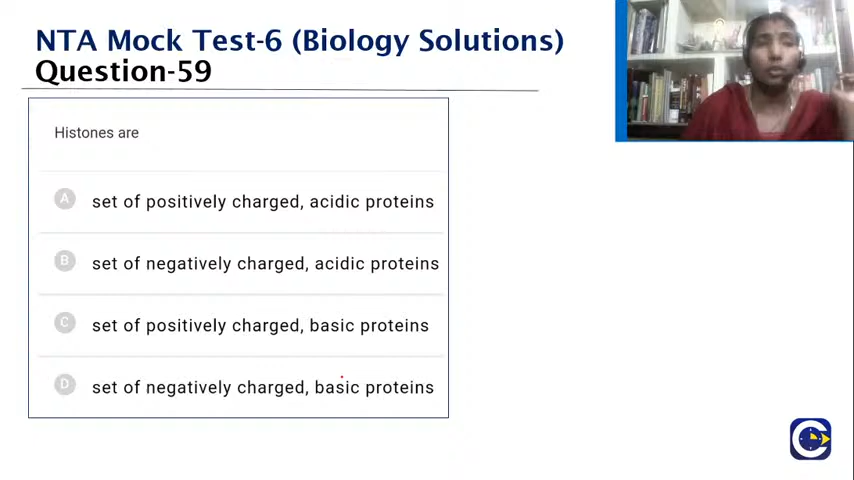 NTA Mock Test-6 (Biology Solutions)
Question-59
Histones are
A set of positively charged, acidic proteins
B set of negatively charged, acidic proteins
C set of positively charged, basic proteins
D set of negatively charged, basic proteins